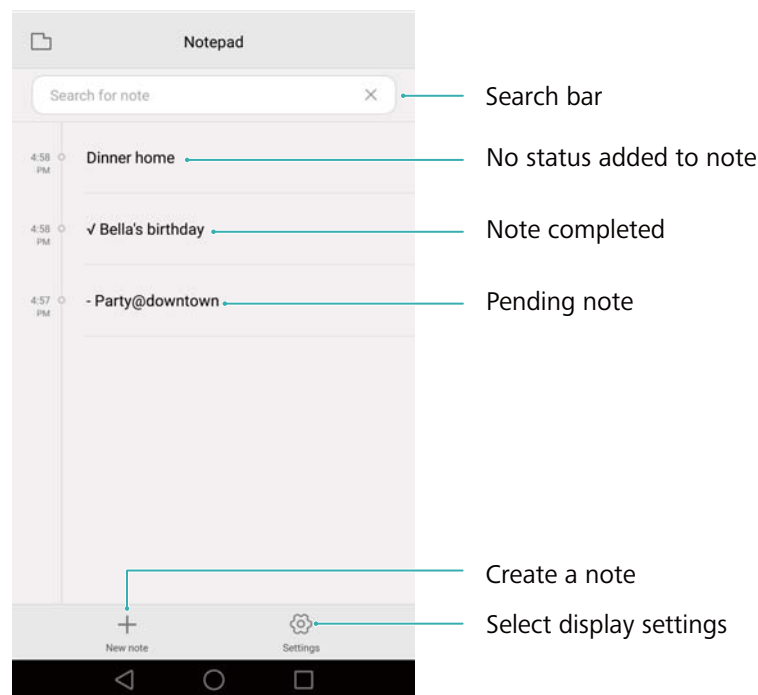 Notepad
Search for note
Search bar
4:58 PM
Dinner home
No status added to note
4:58 PM
√ Bella's birthday
Note completed
4:57 PM
- Party@downtown
Pending note
Create a note
New note
Settings
Select display settings